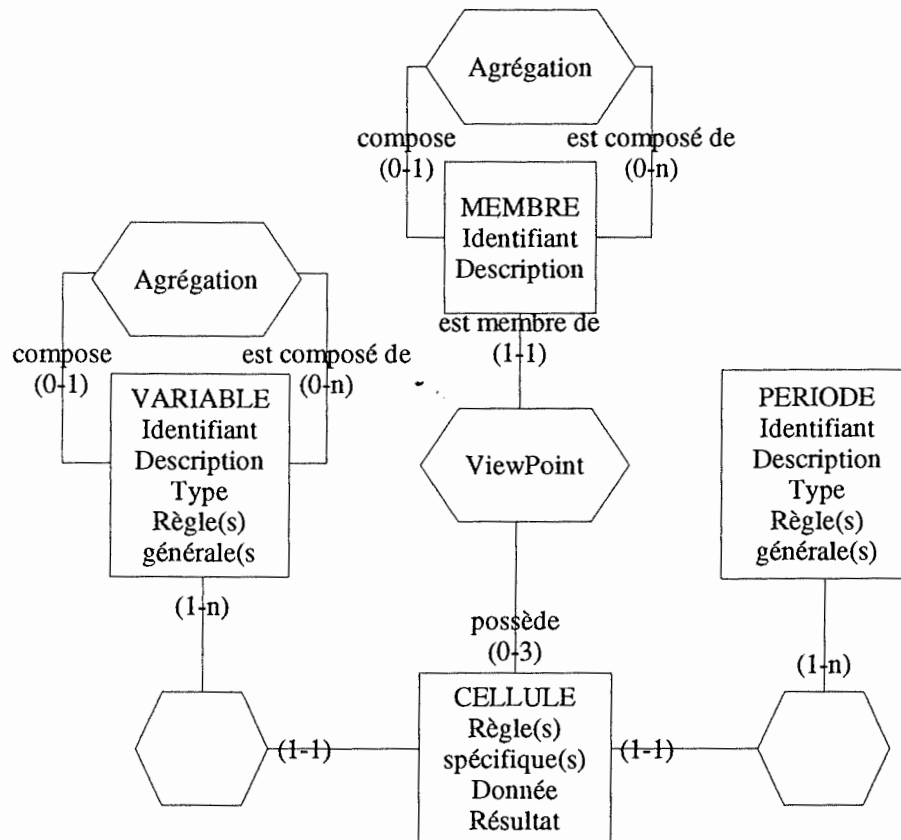 Agrégation
compose
(0-1)
est composé de
(0-n)
MEMBRE
Identifiant
Description
est membre de
(1-1)
Agrégation
compose
(0-1)
est composé de
(0-n)
VARIABLE
Identifiant
Description
Type
Règle(s)
générale(s
(1-n)
ViewPoint
PERIODE
Identifiant
Description
Type
Règle(s)
générale(s)
(1-n)
possède
(0-3)
CELLULE
Règle(s)
spécifique(s)
Donnée
Résultat
(1-1)
(1-1)